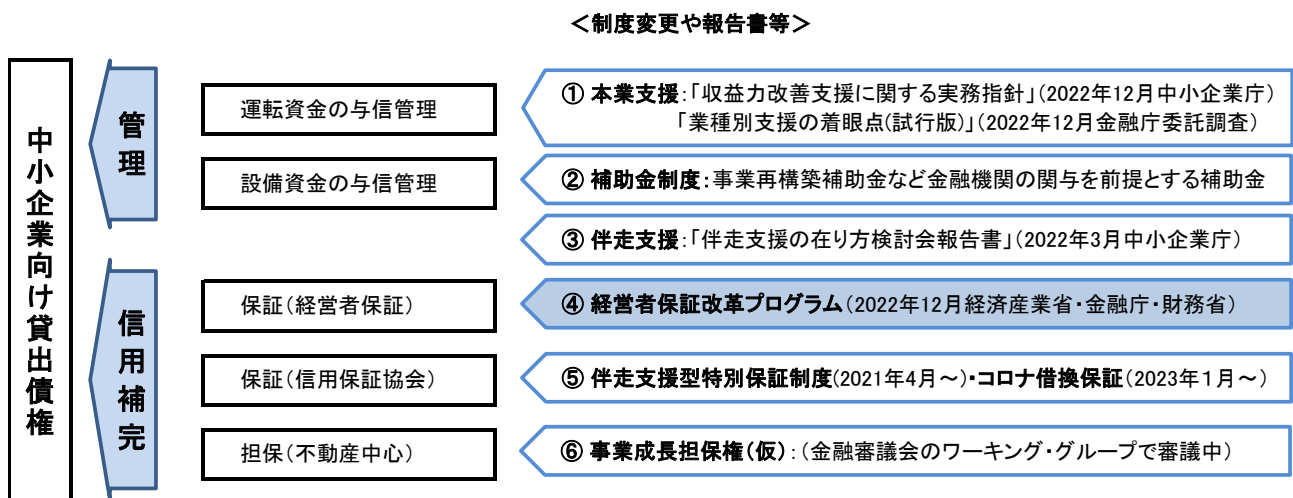 ＜制度変更や報告書等＞
中小企業向け貸出債権
管理
運転資金の与信管理
① 本業支援：「収益力改善支援に関する実務指針」（2022年12月中小企業庁）
「業種別支援の着眼点(試行版)」（2022年12月金融庁委託調査）
設備資金の与信管理
② 補助金制度：事業再構築補助金など金融機関の関与を前提とする補助金
③ 伴走支援：「伴走支援の在り方検討会報告書」（2022年3月中小企業庁）
信用補完
保証（経営者保証）
④ 経営者保証改革プログラム（2022年12月経済産業省・金融庁・財務省）
保証（信用保証協会）
⑤ 伴走支援型特別保証制度(2021年4月～)・コロナ借換保証（2023年１月～）
担保（不動産中心）
⑥ 事業成長担保権（仮）：（金融審議会のワーキング・グループで審議中）